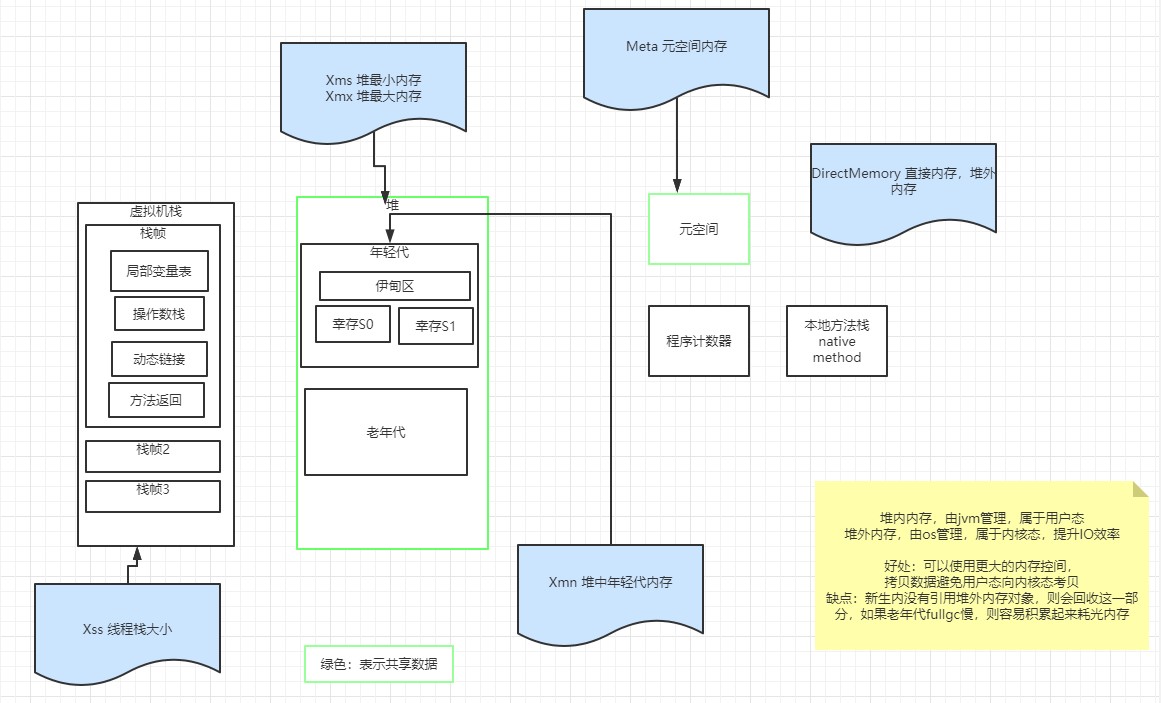 Meta 元空间内存
Xms 堆最小内存
Xmx 堆最大内存
DirectMemory 直接内存，堆外
内存
虚拟机栈
栈帧
局部变量表
操作数栈
动态链接
方法返回
栈帧2
栈帧3
堆
年轻代
伊甸区
幸存S0
幸存S1
老年代
元空间
程序计数器
本地方法栈
native
method
堆内内存，由jvm管理，属于用户态
堆外内存，由os管理，属于内核态，提升IO效率
好处：可以使用更大的内存控间，
拷贝数据避免用户态向内核态考贝
缺点：新生内没有引用堆外内存对象，则会回收这一部
分，如果老年代fullgc慢，则容易积累起来耗光内存
Xmn 堆中年轻代内存
Xss 线程栈大小
绿色：表示共享数据